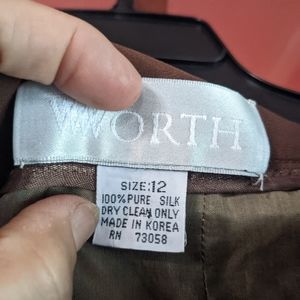 WORTH
SIZE:12
100% PURE SILK
DRY CLEAN ONLY
MADE IN KOREA
RN 73058